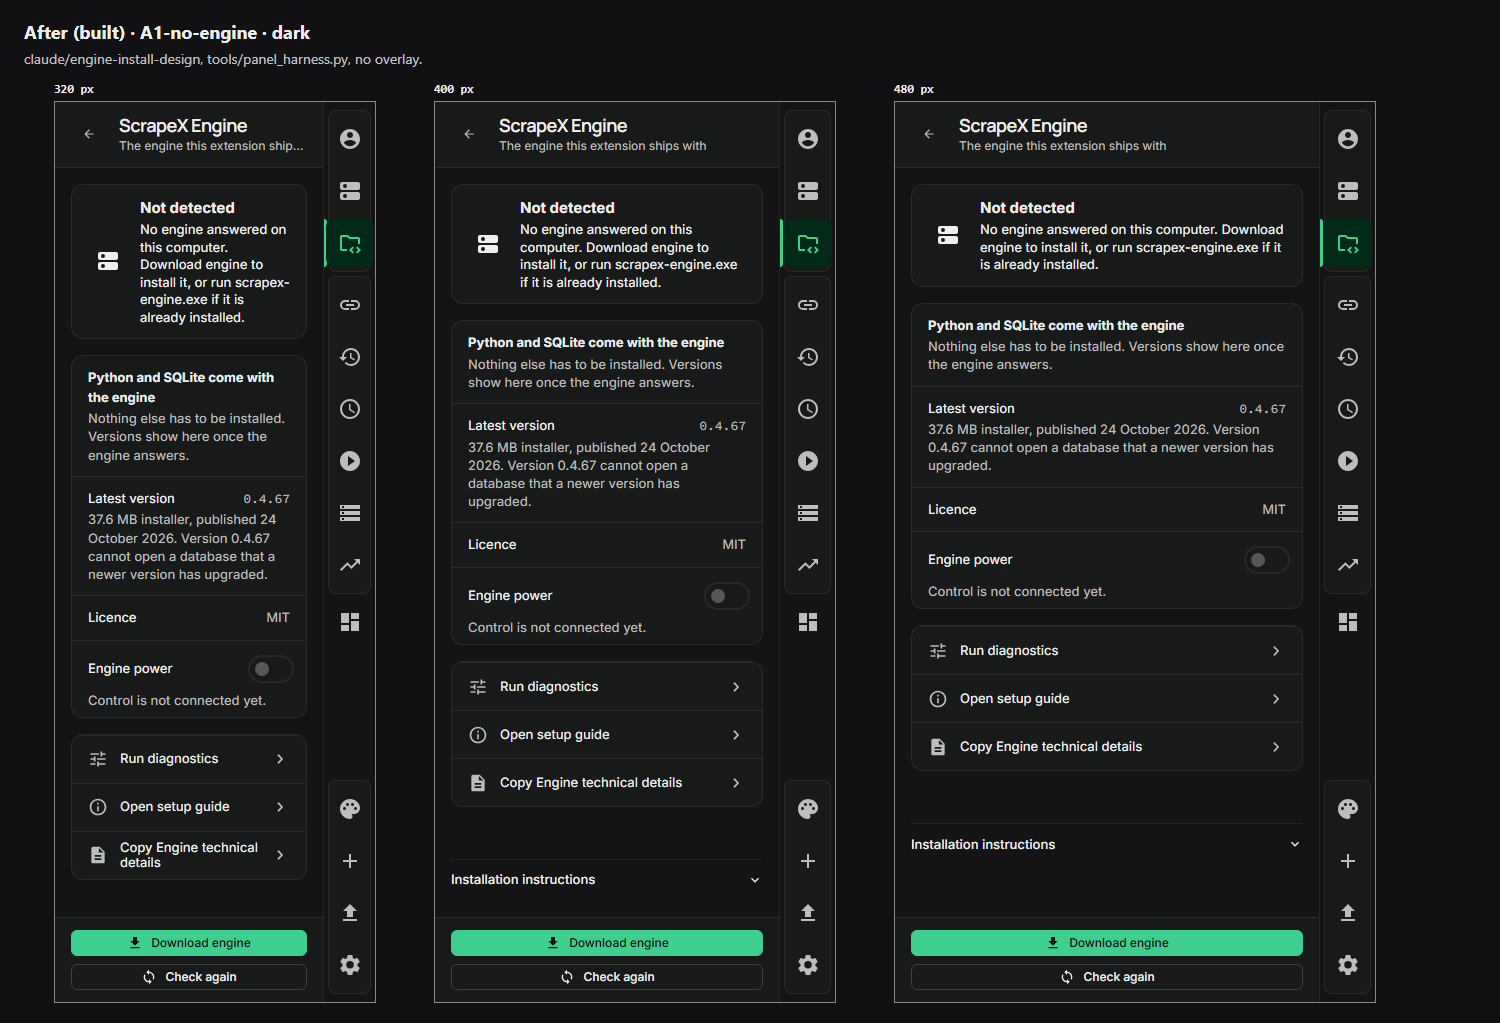 After (built) · A1-no-engine · dark
claude/engine-install-design, tools/panel_harness.py, no overlay.
320 px
ScrapeX Engine
The engine this extension ship...
Not detected
No engine answered on
this computer.
Download engine to
install it, or run scrapex-
engine.exe if it is
already installed.
Python and SQLite come with
the engine
Nothing else has to be installed.
Versions show here once the
engine answers.
Latest version 0.4.67
37.6 MB installer, published 24
October 2026. Version 0.4.67
cannot open a database that a
newer version has upgraded.
Licence MIT
Engine power
Control is not connected yet.
Run diagnostics
Open setup guide
Copy Engine technical
details
Download engine
Check again
400 px
ScrapeX Engine
The engine this extension ships with
Not detected
No engine answered on this
computer. Download engine to
install it, or run scrapex-engine.exe
if it is already installed.
Python and SQLite come with the engine
Nothing else has to be installed. Versions
show here once the engine answers.
Latest version 0.4.67
37.6 MB installer, published 24 October
2026. Version 0.4.67 cannot open a
database that a newer version has
upgraded.
Licence MIT
Engine power
Control is not connected yet.
Run diagnostics
Open setup guide
Copy Engine technical details
Installation instructions
Download engine
Check again
480 px
ScrapeX Engine
The engine this extension ships with
Not detected
No engine answered on this computer. Download
engine to install it, or run scrapex-engine.exe if it
is already installed.
Python and SQLite come with the engine
Nothing else has to be installed. Versions show here once
the engine answers.
Latest version 0.4.67
37.6 MB installer, published 24 October 2026. Version
0.4.67 cannot open a database that a newer version has
upgraded.
Licence MIT
Engine power
Control is not connected yet.
Run diagnostics
Open setup guide
Copy Engine technical details
Installation instructions
Download engine
Check again